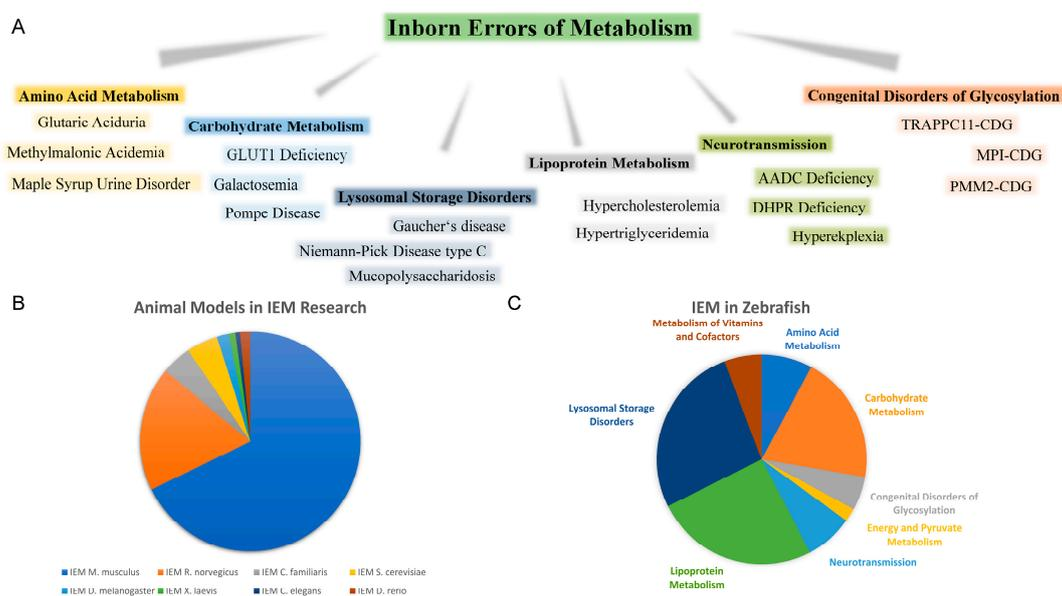 A
Inborn Errors of Metabolism
Amino Acid Metabolism
Glutaric Aciduria
Methylmalonic Acidemia
Maple Syrup Urine Disorder
Carbohydrate Metabolism
GLUT1 Deficiency
Galactosemia
Pompe Disease
Lysosomal Storage Disorders
Gaucher‘s disease
Niemann-Pick Disease type C
Mucopolysaccharidosis
Lipoprotein Metabolism
Hypercholesterolemia
Hypertriglyceridemia
Neurotransmission
AADC Deficiency
DHPR Deficiency
Hyperekplexia
Congenital Disorders of Glycosylation
TRAPPC11-CDG
MPI-CDG
PMM2-CDG
B
Animal Models in IEM Research
IEM M. musculus
IEM R. norvegicus
IEM C. familiaris
IEM S. cerevisiae
IEM D. melanogaster
IEM X. laevis
IEM C. elegans
IEM D. rerio
C
IEM in Zebrafish
Metabolism of Vitamins
and Cofactors
Amino Acid
Metabolism
Carbohydrate
Metabolism
Lysosomal Storage
Disorders
Congenital Disorders of
Glycosylation
Energy and Pyruvate
Metabolism
Neurotransmission
Lipoprotein
Metabolism